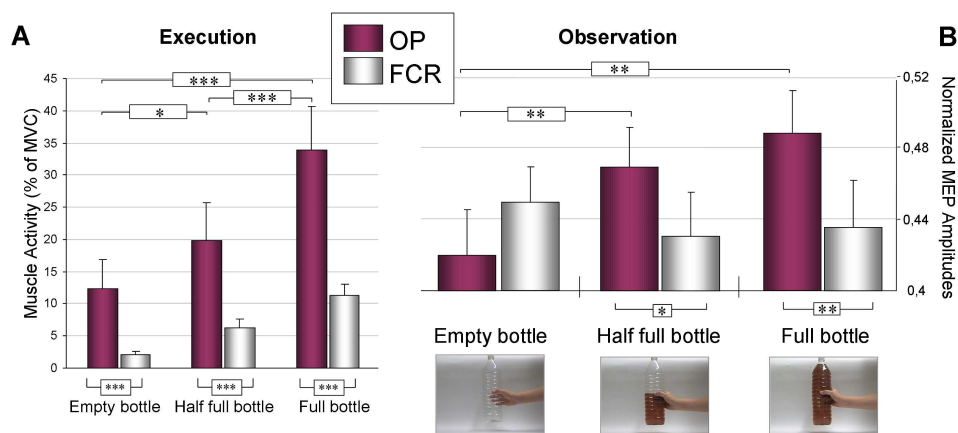 A
Execution
OP
FCR
Observation
B
Muscle Activity (% of MVC)
45
40
35
30
25
20
15
10
5
0
***
***
*
***
***
***
Empty bottle
Half full bottle
Full bottle
**
**
0,52
0,48
0,44
0,4
Normalized MEP Amplitudes
*
**
Empty bottle
Half full bottle
Full bottle